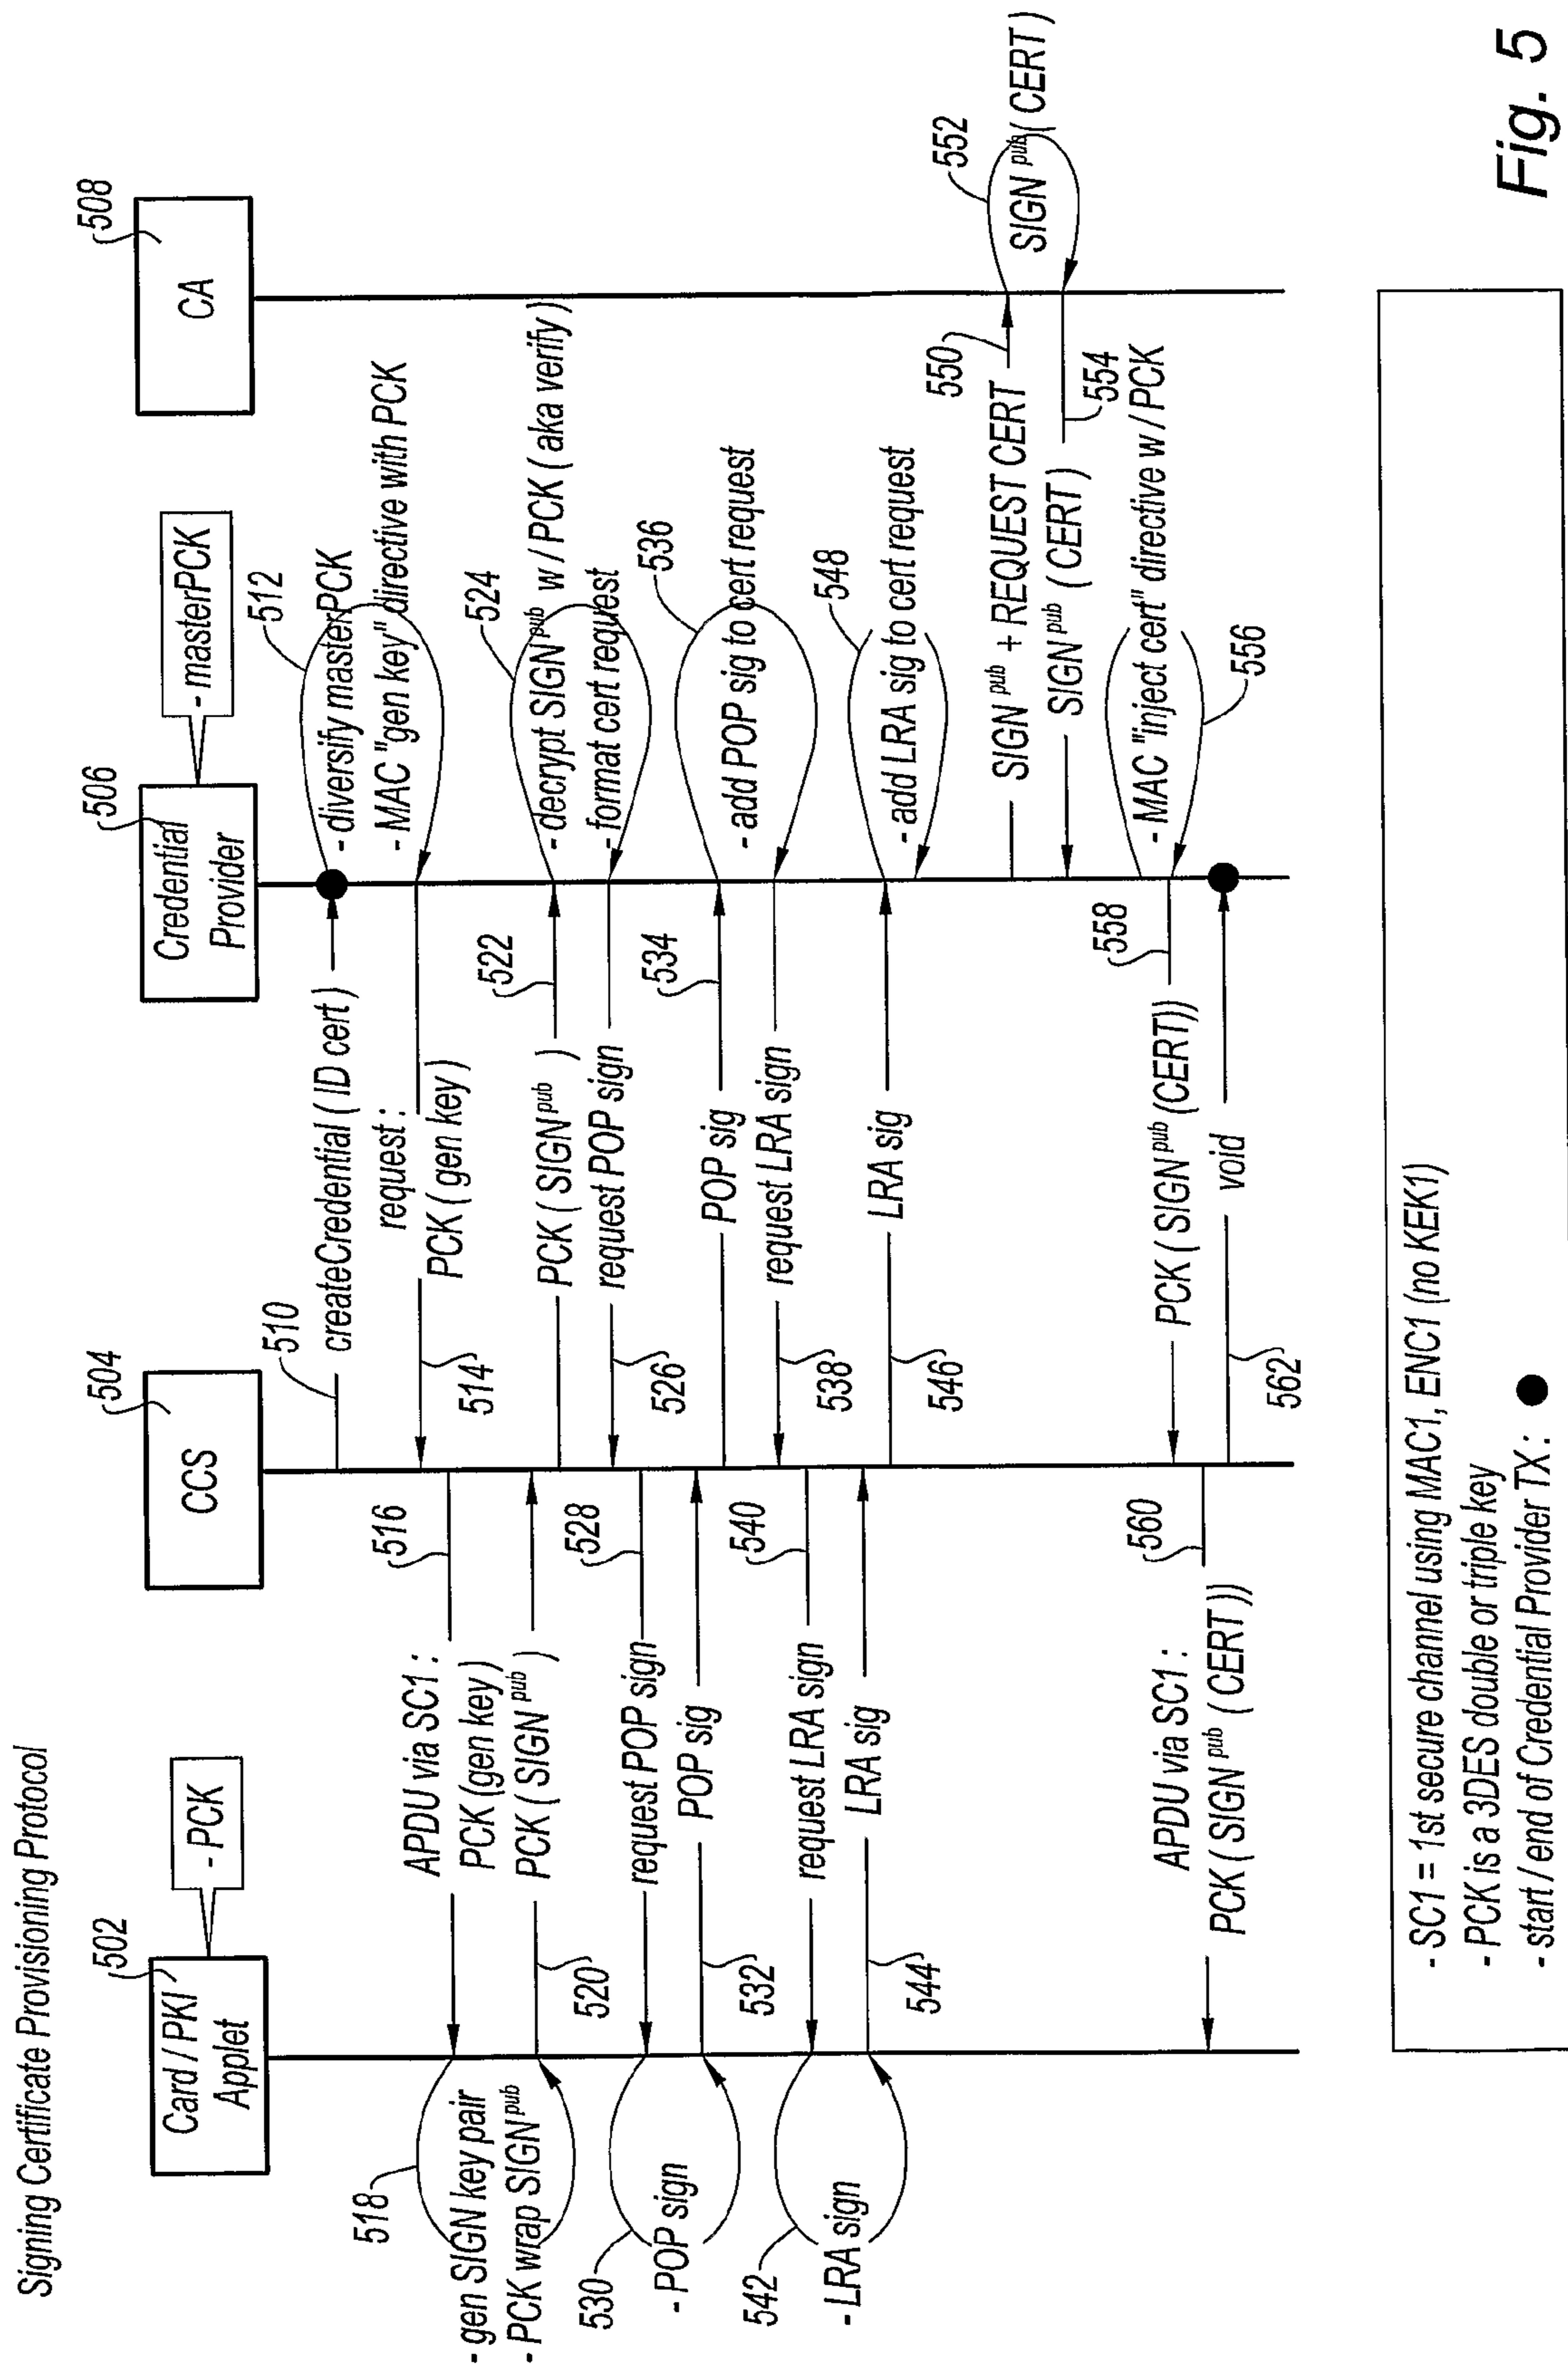 Signing Certificate Provisioning Protocol
502
Card / PKI
Applet
- PCK
504
CCS
506
Credential
Provider
- masterPCK
508
CA
510
createCredential ( ID cert )
512
- diversify masterPCK
- MAC "gen key" directive with PCK
request :
PCK ( gen key )
514
516
APDU via SC1 :
PCK (gen key)
518
- gen SIGN key pair
- PCK wrap SIGN pub
PCK ( SIGN pub )
520
PCK ( SIGN pub )
522
524
- decrypt SIGN pub w / PCK ( aka verify )
- format cert request
request POP sign
526
528
request POP sign
530
- POP sign
POP sig
532
POP sig
534
536
- add POP sig to cert request
request LRA sign
538
540
request LRA sign
542
- LRA sign
LRA sig
544
LRA sig
546
548
- add LRA sig to cert request
550
SIGN pub + REQUEST CERT
552
SIGN pub ( CERT )
SIGN pub ( CERT )
554
- MAC "inject cert" directive w / PCK
556
558
PCK ( SIGN pub (CERT))
560
APDU via SC1 :
PCK ( SIGN pub ( CERT ))
void
562
- SC1 = 1st secure channel using MAC1, ENC1 (no KEK1)
- PCK is a 3DES double or triple key
- start / end of Credential Provider TX :
Fig. 5